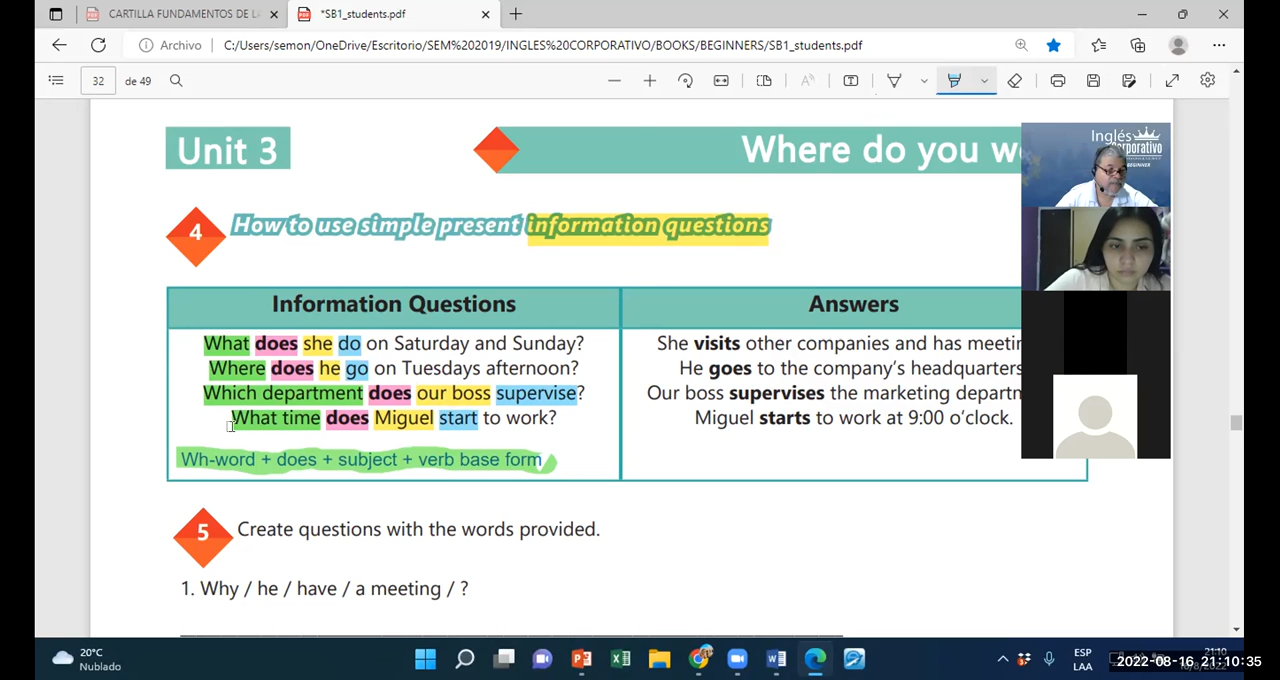 CARTILLA FUNDAMENTOS DE L
*SB1_students.pdf
Archivo
C:/Users/semon/OneDrive/Escritorio/SEM%202019/INGLES%20CORPORATIVO/BOOKS/BEGINNERS/SB1_students.pdf
32 de 49
Unit 3
Where do you w
4
How to use simple present information questions
Information Questions
Answers
What does she do on Saturday and Sunday?
She visits other companies and has meetin
Where does he go on Tuesdays afternoon?
He goes to the company's headquarters
Which department does our boss supervise?
Our boss supervises the marketing departm
What time does Miguel start to work?
Miguel starts to work at 9:00 o'clock.
Wh-word + does + subject + verb base form
5
Create questions with the words provided.
1. Why / he / have / a meeting / ?
Inglés
Corporativo
BEGINNER
20°C
Nublado
ESP
LAA
21:10
2022-08-16 21:10:35